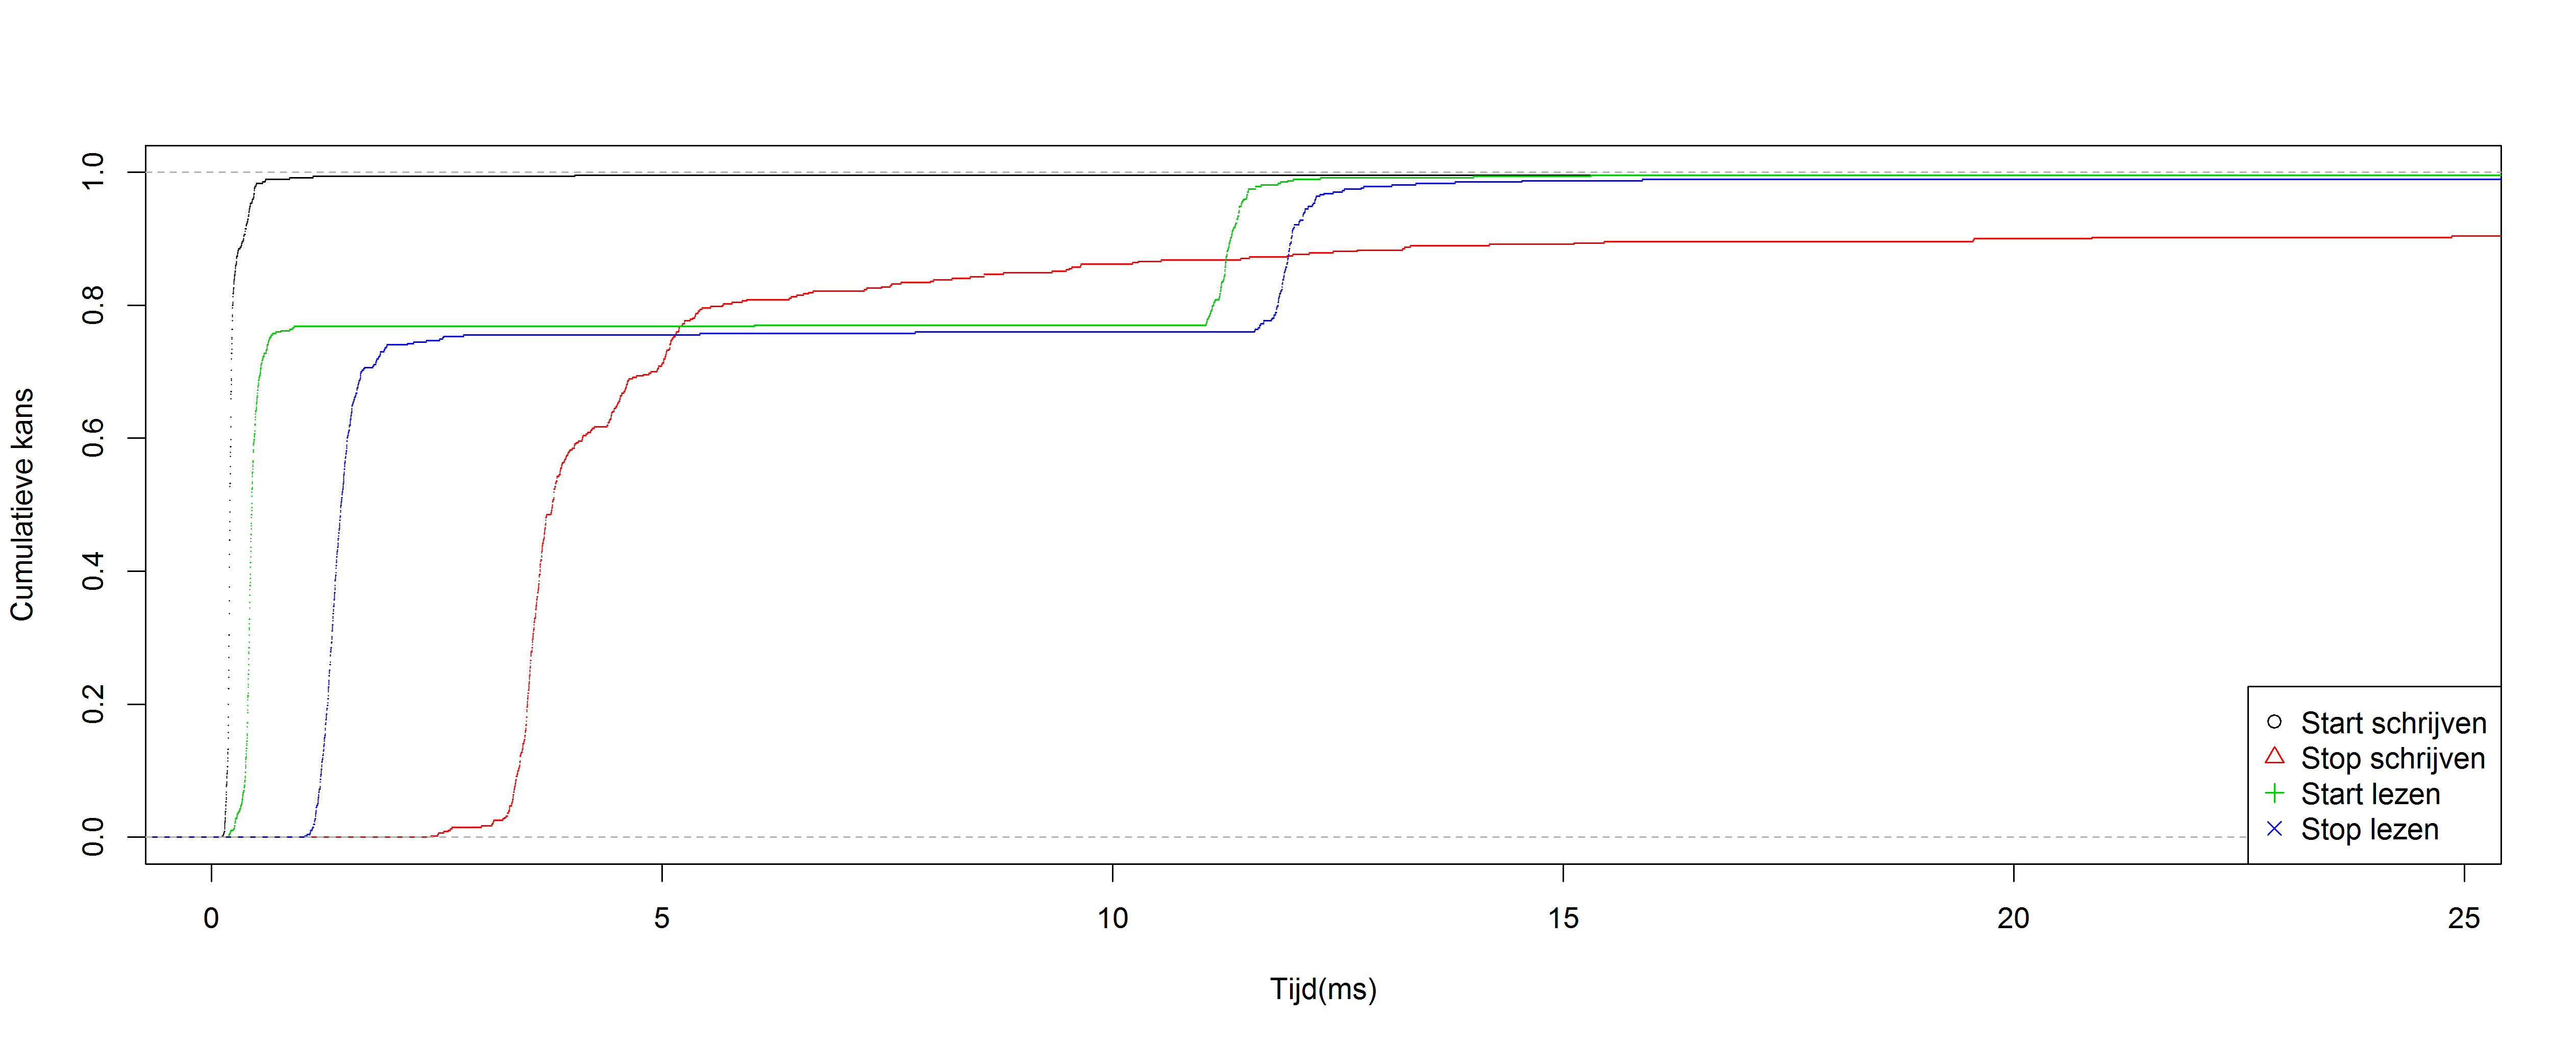 Cumulatieve kans
1.0
0.8
0.6
0.4
0.2
0.0
0 5 10 15 20 25
Tijd(ms)
Start schrijven
Stop schrijven
Start lezen
Stop lezen